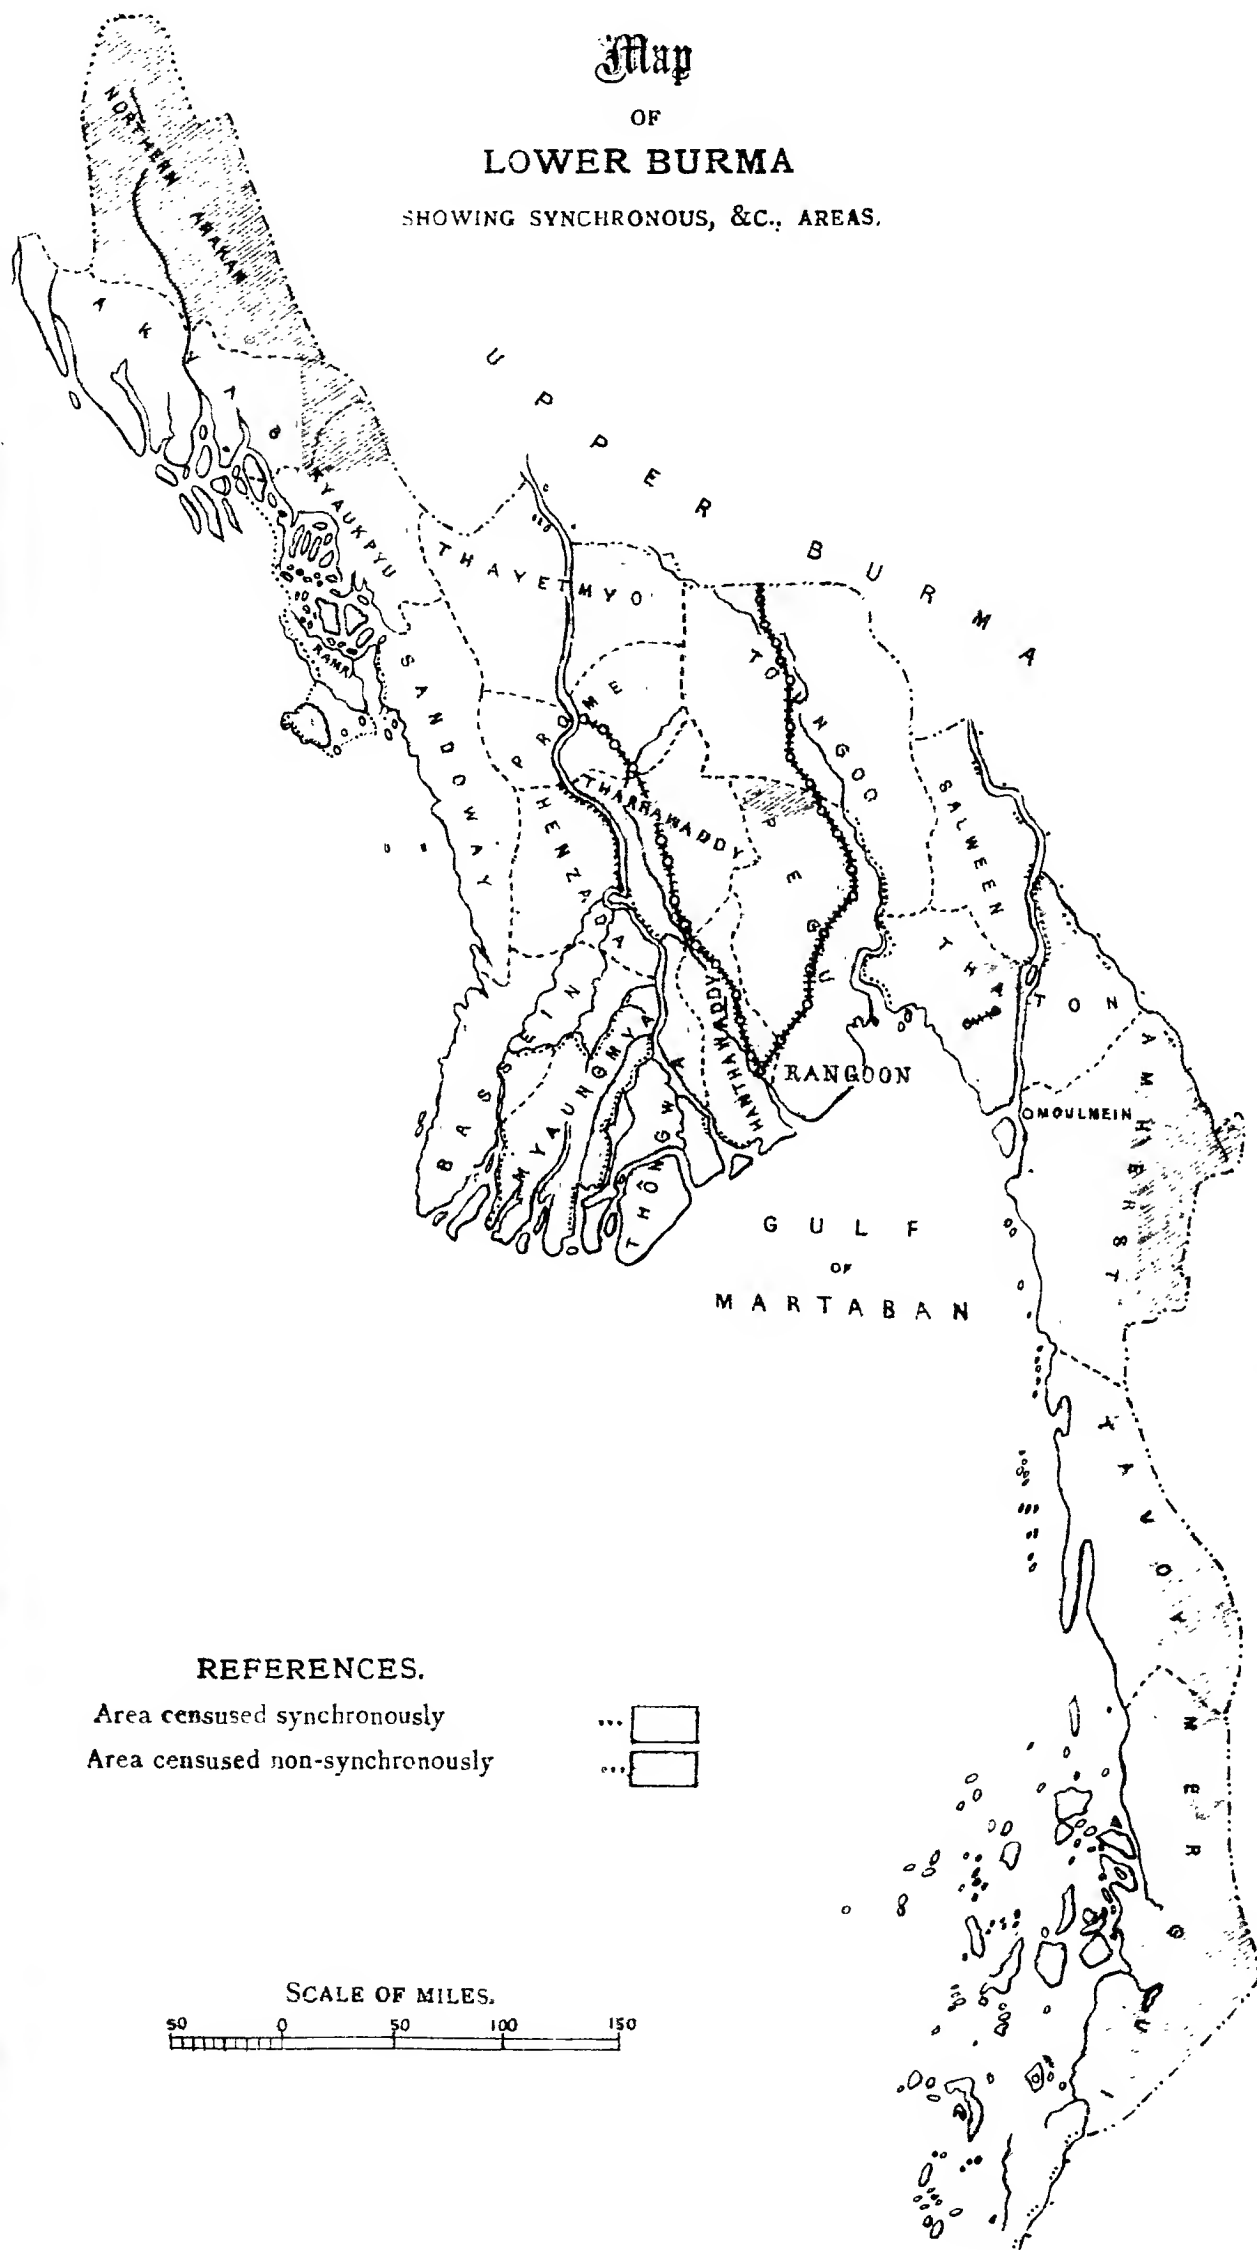 Map
OF
LOWER BURMA
SHOWING SYNCHRONOUS, &C., AREAS.
NORTHERN ARAKAN
AKYAB
UPPER BURMA
KYAUKPYU
THAYETMYO
RAMRI
SANDOWAY
PROME
TOUNGOO
THARRAWADDY
HENZADA
PEGU
SALWEEN
THATON
BASSEIN
MYAUNGMYA
THÔNGWA
HANTHAWADDY
RANGOON
MOULMEIN
AMHERST
GULF
OF
MARTABAN
TAVOY
MERGUI
REFERENCES.
Area censused synchronously ...
Area censused non-synchronously ...
SCALE OF MILES.
50 0 50 100 150